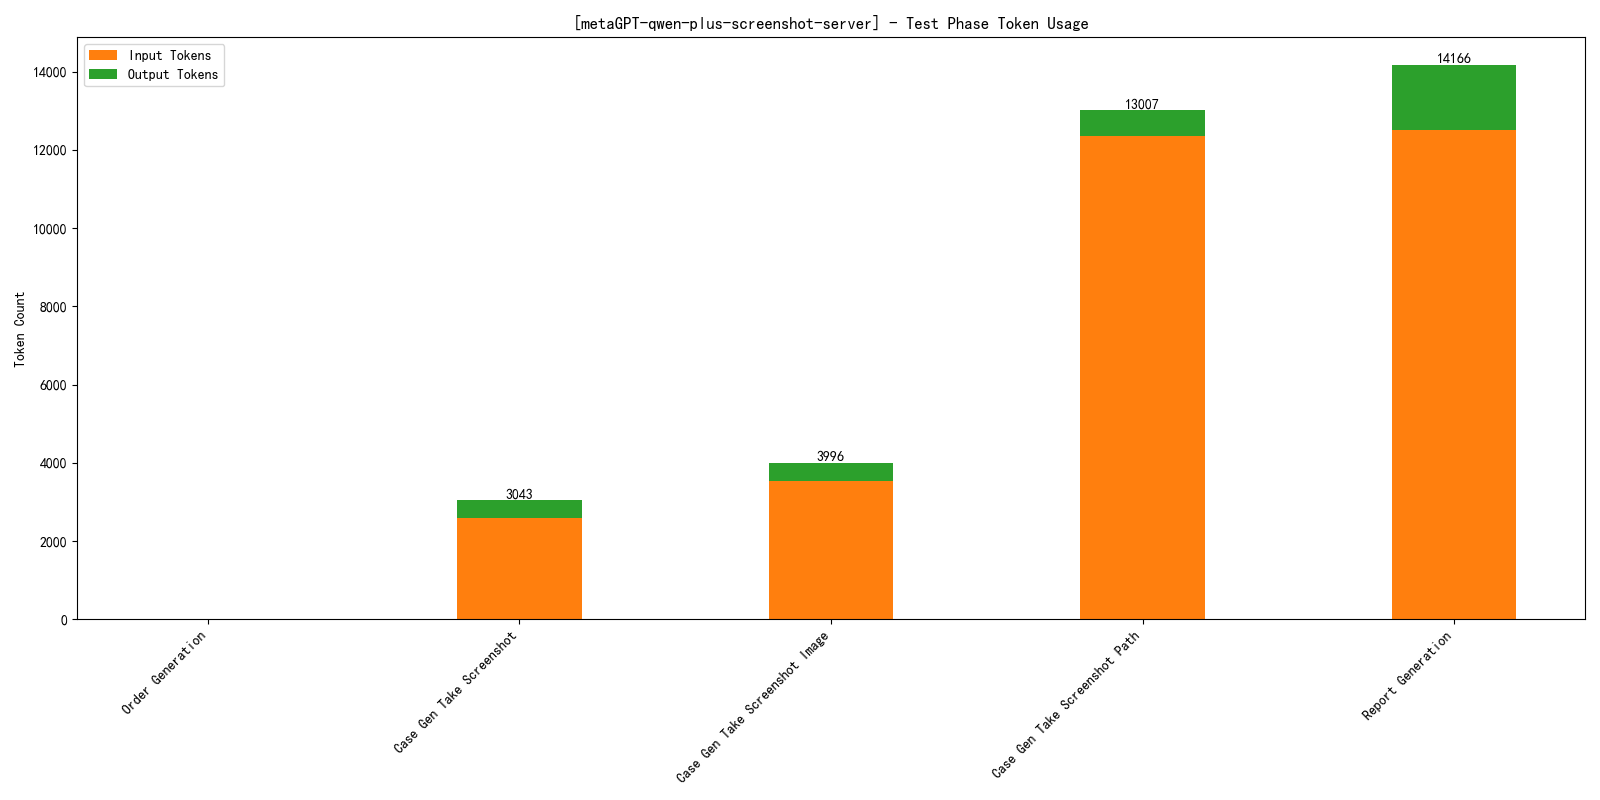 [metaGPT-qwen-plus-screenshot-server] - Test Phase Token Usage
Input Tokens
Output Tokens
14166
13007
3996
3043
14000
12000
10000
8000
6000
4000
2000
0
Token Count
Order Generation
Case Gen Take Screenshot
Case Gen Take Screenshot Image
Case Gen Take Screenshot Path
Report Generation